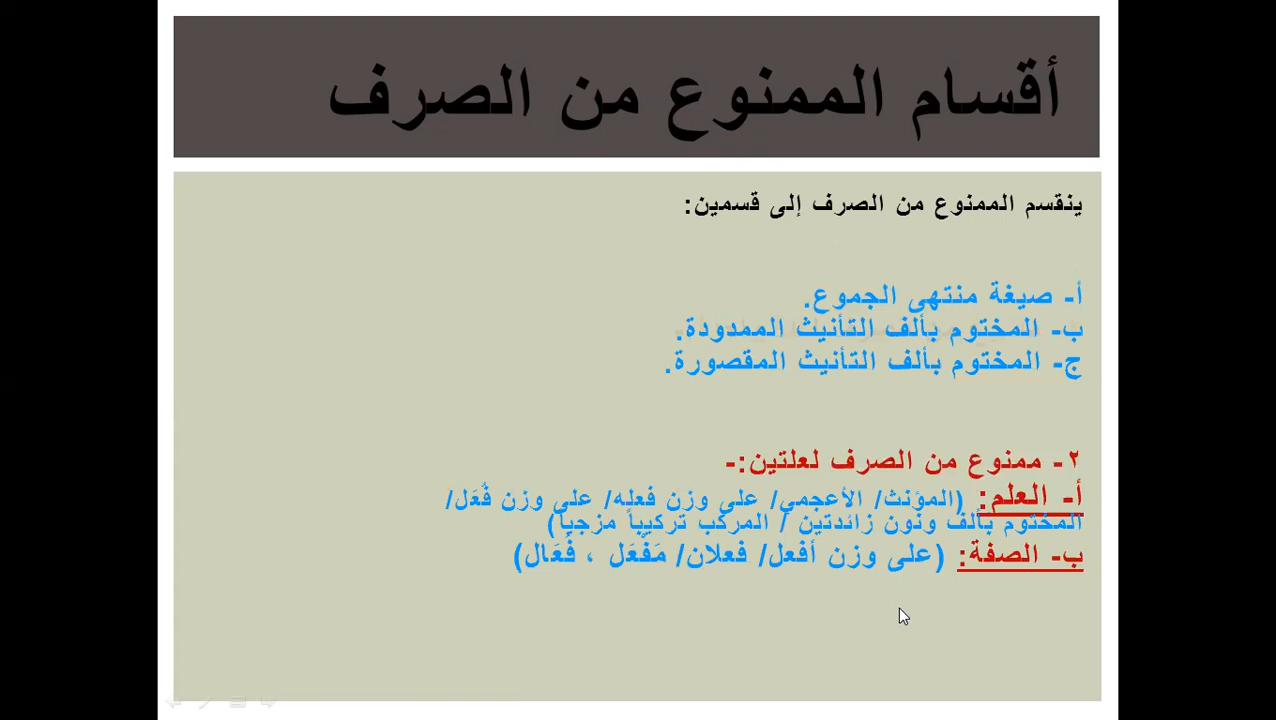 أقسام الممنوع من الصرف
ينقسم الممنوع من الصرف إلى قسمين:
أ- صيغة منتهى الجموع.
ب- المختوم بألف التأنيث الممدودة.
ج- المختوم بألف التأنيث المقصورة.
٢- ممنوع من الصرف لعلتين:-
أ- العلم: (المؤنث/ الأعجمي/ على وزن فعله/ على وزن فُعَل/
المختوم بألف ونون زائدتين / المركب تركيباً مزجياً)
ب- الصفة: (على وزن أفعل/ فعلان/ مَفْعَل ، فُعَال)